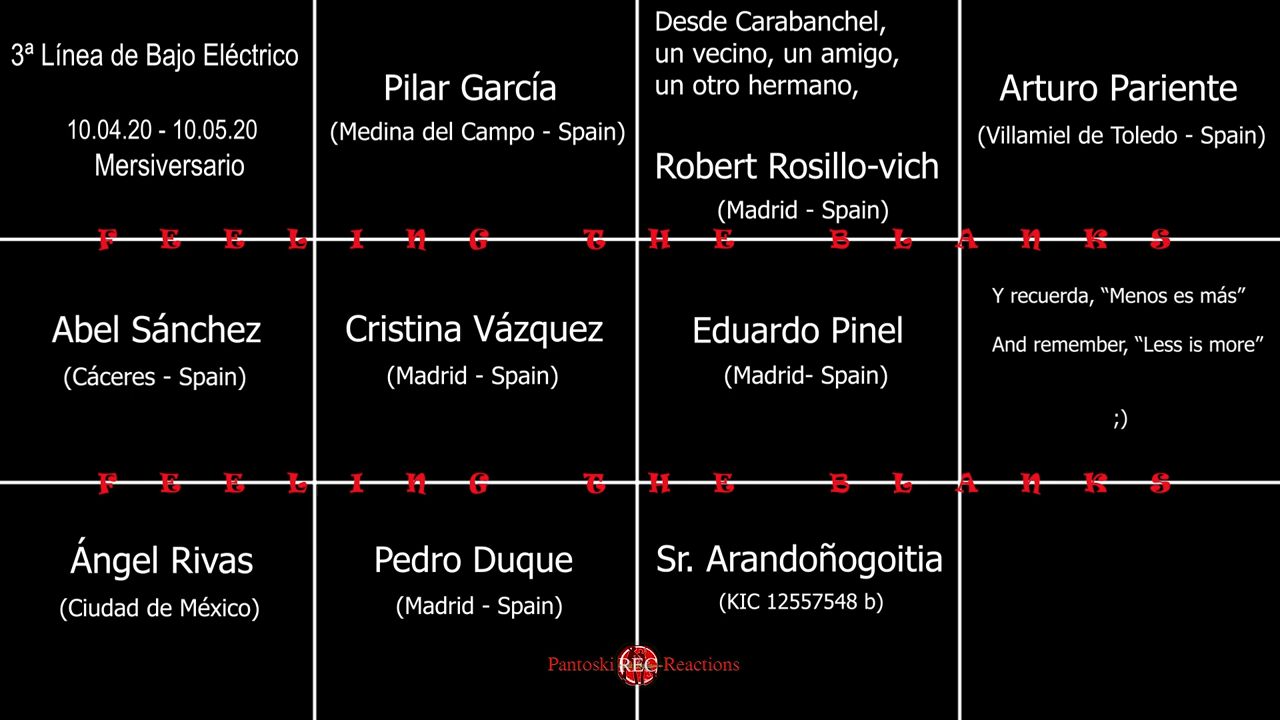 3ª Línea de Bajo Eléctrico
10.04.20 - 10.05.20
Mersiversario
Pilar García
(Medina del Campo - Spain)
Desde Carabanchel,
un vecino, un amigo,
un otro hermano,
Robert Rosillo-vich
(Madrid - Spain)
Arturo Pariente
(Villamiel de Toledo - Spain)
FEELING THE BLANKS
Abel Sánchez
(Cáceres - Spain)
Cristina Vázquez
(Madrid - Spain)
Eduardo Pinel
(Madrid- Spain)
Y recuerda, “Menos es más”
And remember, “Less is more”
;)
FEELING THE BLANKS
Ángel Rivas
(Ciudad de México)
Pedro Duque
(Madrid - Spain)
Sr. Arandoñogoitia
(KIC 12557548 b)
Pantoski REC-Reactions